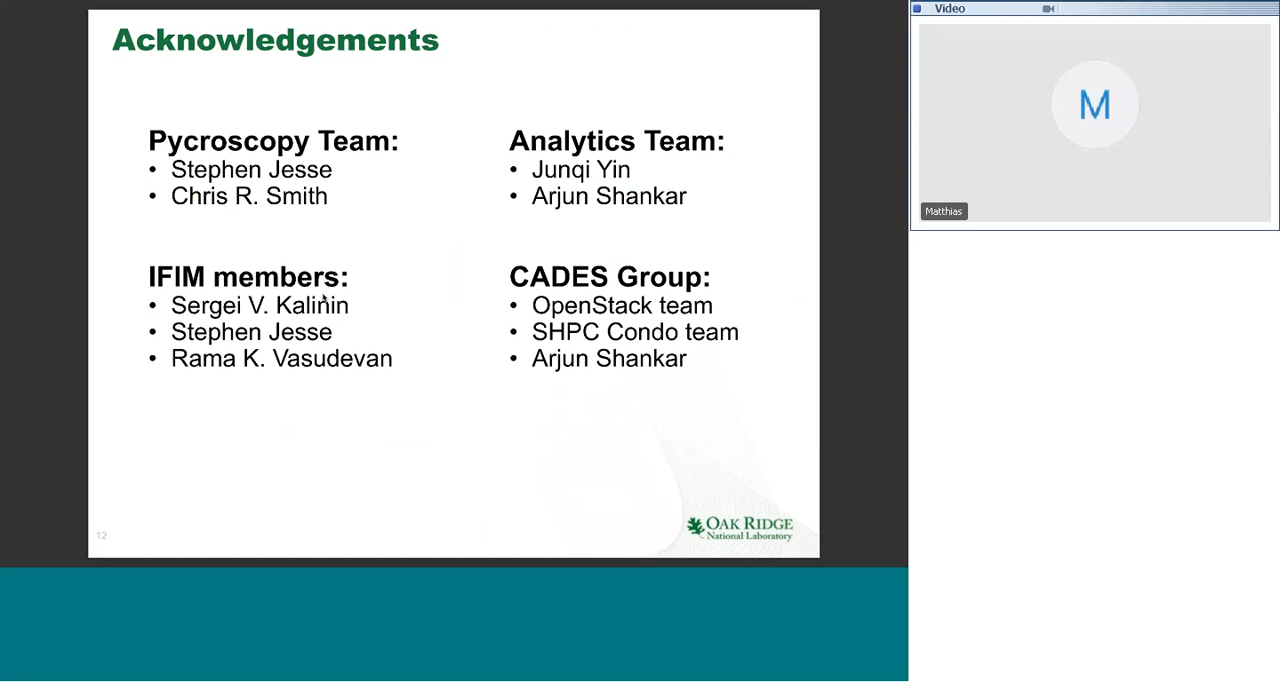 Acknowledgements
Pycroscopy Team:
• Stephen Jesse
• Chris R. Smith
Analytics Team:
• Junqi Yin
• Arjun Shankar
IFIM members:
• Sergei V. Kalinin
• Stephen Jesse
• Rama K. Vasudevan
CADES Group:
• OpenStack team
• SHPC Condo team
• Arjun Shankar
12
OAK RIDGE
National Laboratory
Video
M
Matthias